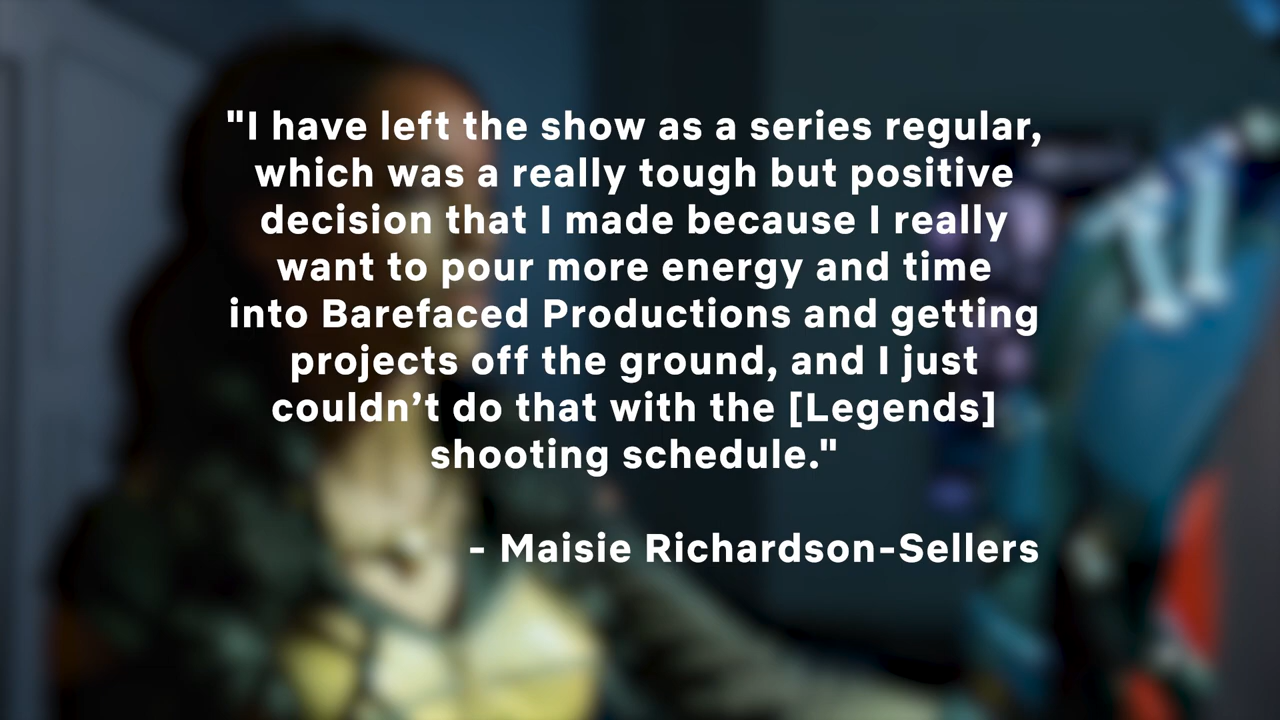 "I have left the show as a series regular,
which was a really tough but positive
decision that I made because I really
want to pour more energy and time
into Barefaced Productions and getting
projects off the ground, and I just
couldn’t do that with the [Legends]
shooting schedule."
- Maisie Richardson-Sellers